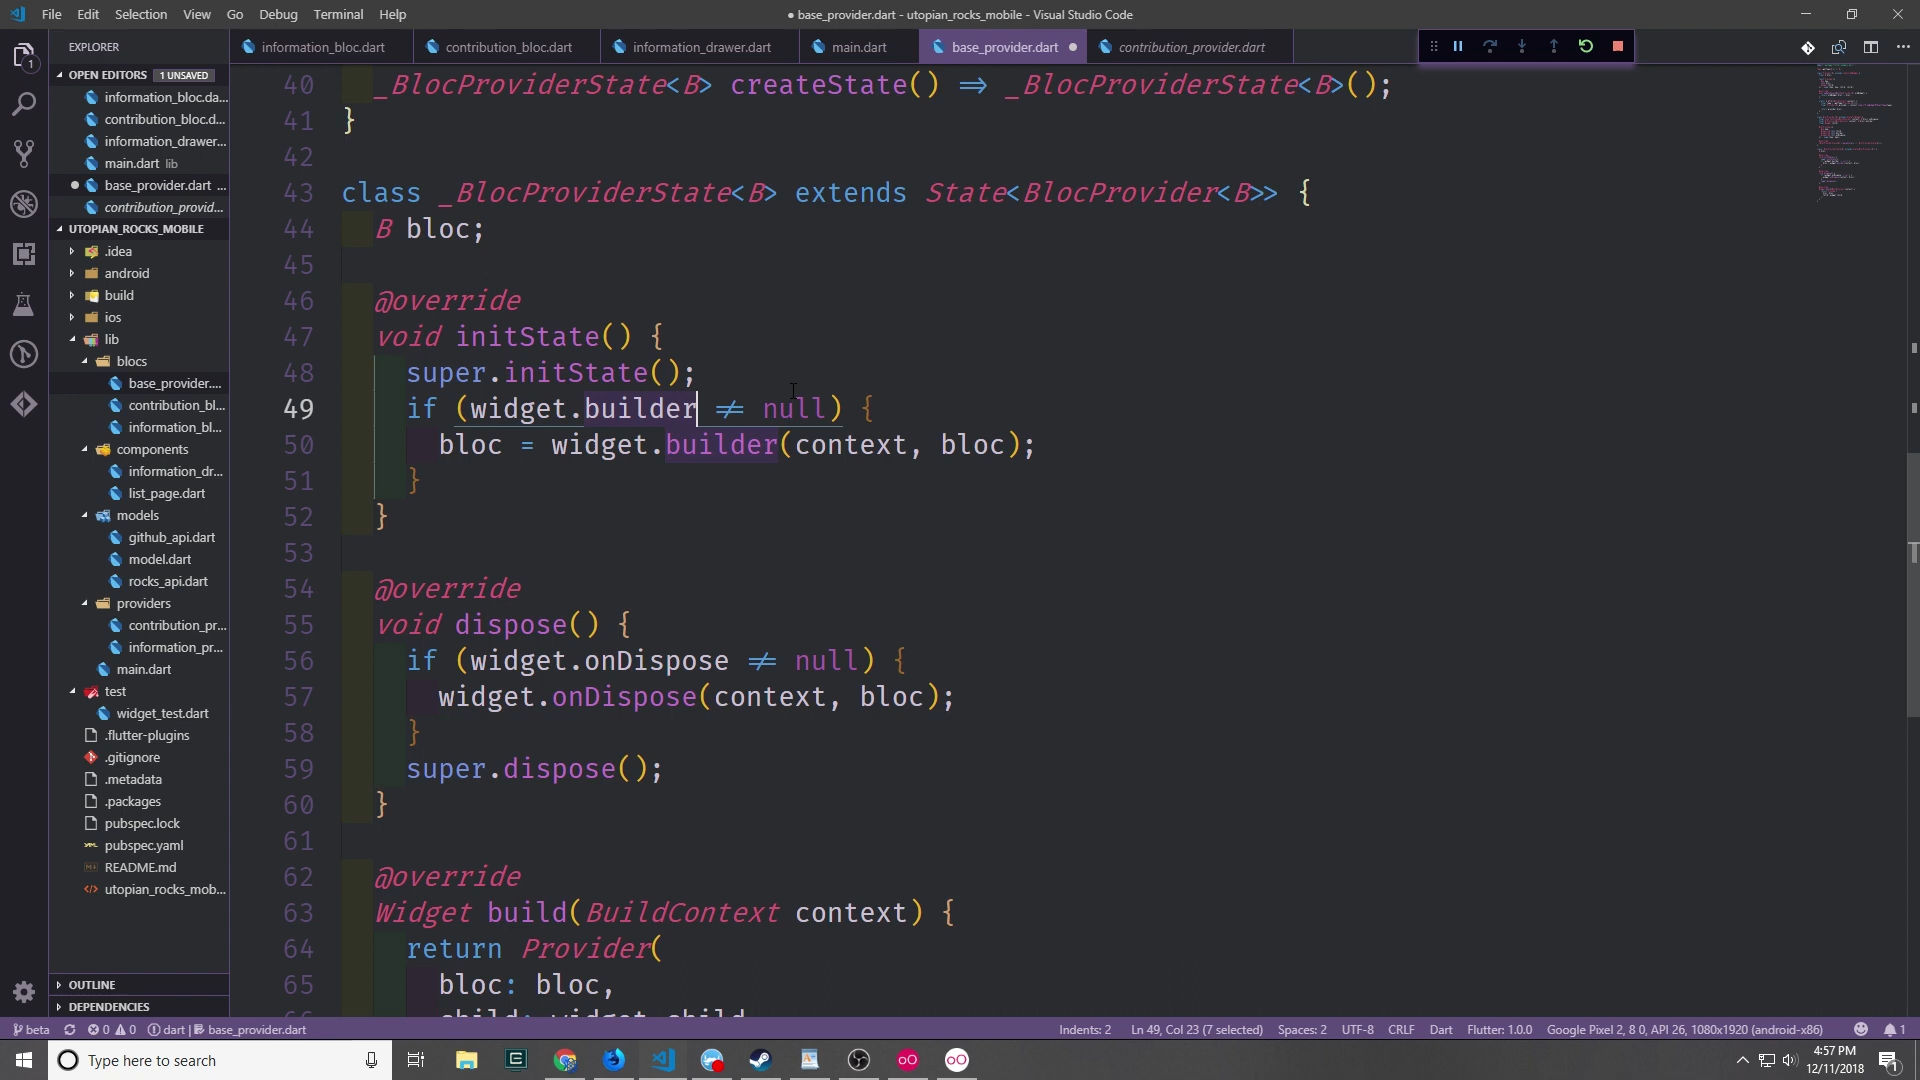 File Edit Selection View Go Debug Terminal Help
● base_provider.dart - utopian_rocks_mobile - Visual Studio Code
EXPLORER
information_bloc.dart contribution_bloc.dart information_drawer.dart main.dart base_provider.dart contribution_provider.dart
OPEN EDITORS 1 UNSAVED
information_bloc.da...
contribution_bloc.d...
information_drawer...
main.dart lib
base_provider.dart ...
contribution_provid...
UTOPIAN_ROCKS_MOBILE
.idea
android
build
ios
lib
blocs
base_provider....
contribution_bl...
information_bl...
components
information_dr...
list_page.dart
models
github_api.dart
model.dart
rocks_api.dart
providers
contribution_pr...
information_pr...
main.dart
test
widget_test.dart
.flutter-plugins
.gitignore
.metadata
.packages
pubspec.lock
pubspec.yaml
README.md
utopian_rocks_mob...
OUTLINE
DEPENDENCIES
40 _BlocProviderState<B> createState() => _BlocProviderState<B>();
41 }
42
43 class _BlocProviderState<B> extends State<BlocProvider<B>> {
44 B bloc;
45
46 @override
47 void initState() {
48 super.initState();
49 if (widget.builder != null) {
50 bloc = widget.builder(context, bloc);
51 }
52 }
53
54 @override
55 void dispose() {
56 if (widget.onDispose != null) {
57 widget.onDispose(context, bloc);
58 }
59 super.dispose();
60 }
61
62 @override
63 Widget build(BuildContext context) {
64 return Provider(
65 bloc: bloc,
66 child: widget.child
beta 0 0 dart | base_provider.dart Indents: 2 Ln 49, Col 23 (7 selected) Spaces: 2 UTF-8 CRLF Dart Flutter: 1.0.0 Google Pixel 2, 8 0, API 26, 1080x1920 (android-x86) 1
Type here to search
4:57 PM
12/11/2018